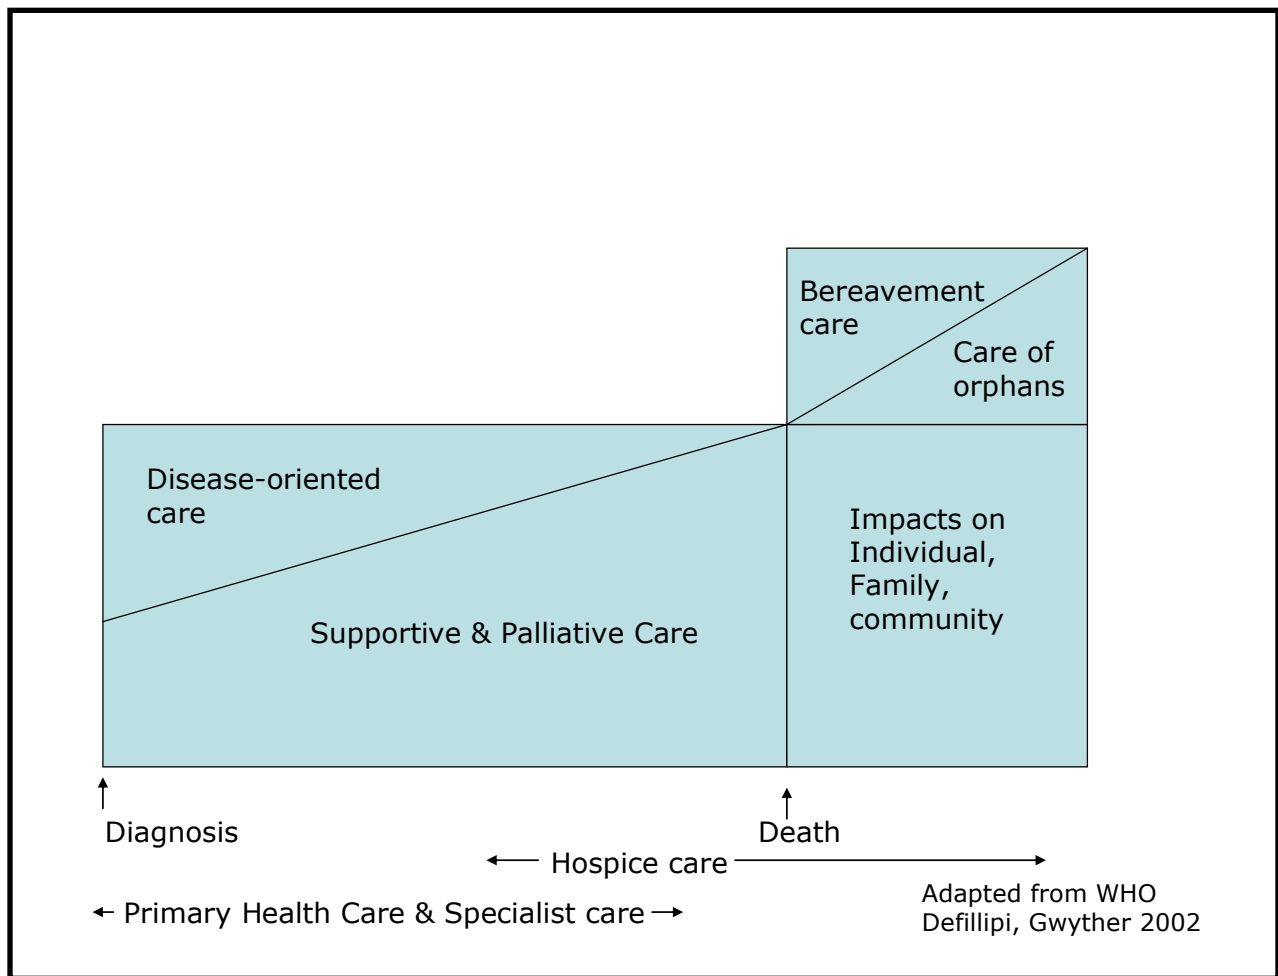 Bereavement
care
Care of
orphans
Disease-oriented
care
Impacts on
Individual,
Family,
community
Supportive & Palliative Care
Diagnosis
Death
Hospice care
Primary Health Care & Specialist care
Adapted from WHO
Defillipi, Gwyther 2002